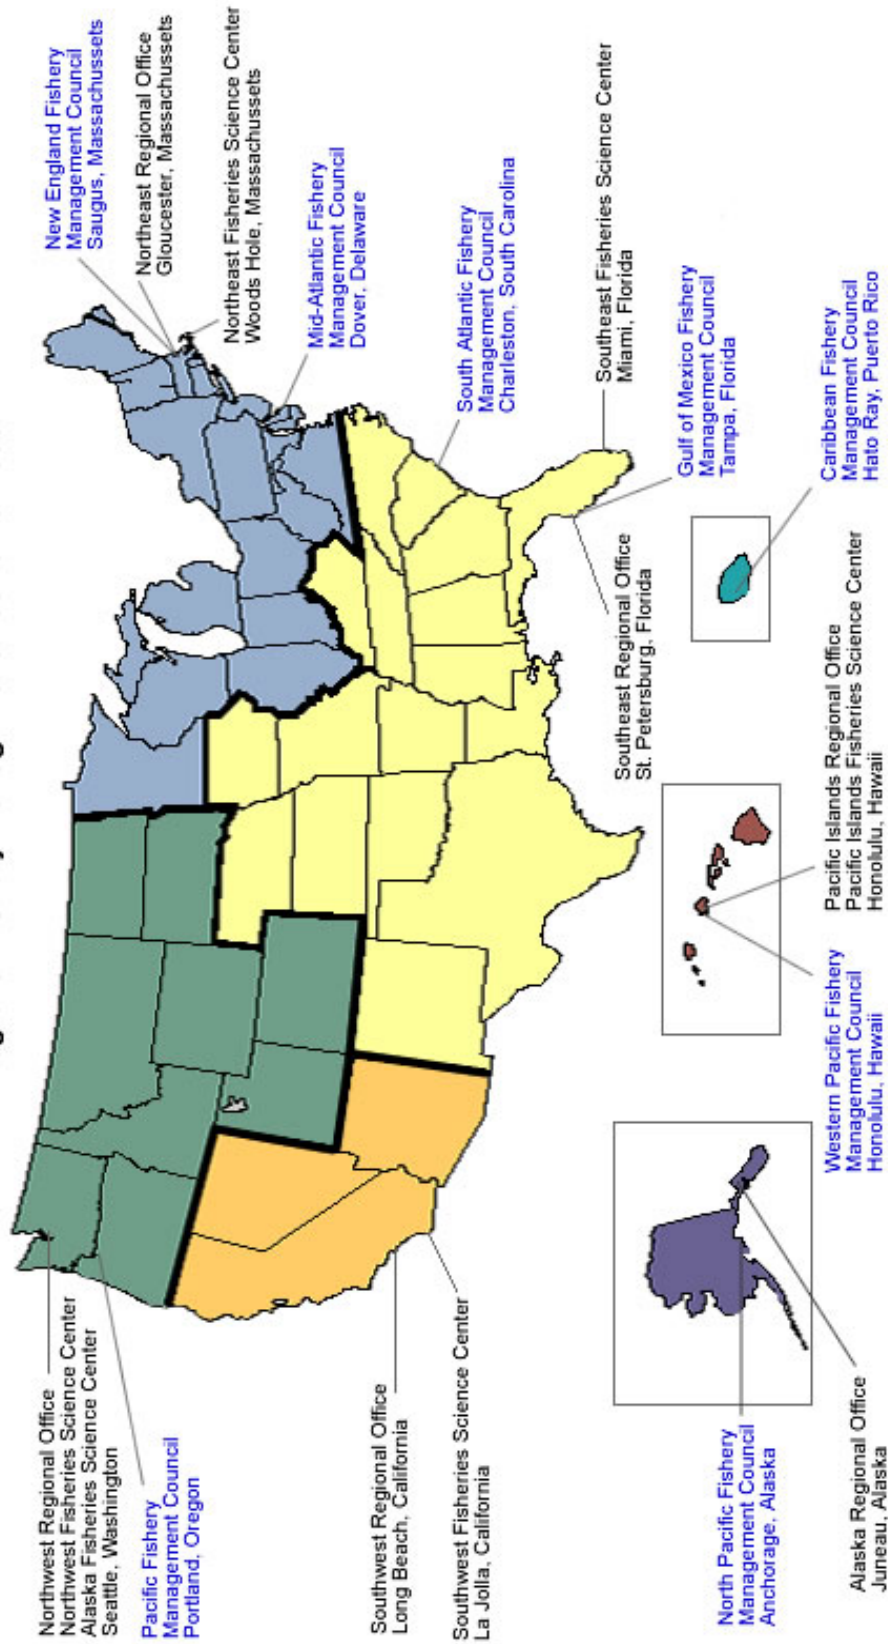 Northwest Regional Office
Northwest Fisheries Science Center
Alaska Fisheries Science Center
Seattle, Washington
Pacific Fishery
Management Council
Portland, Oregon
Southwest Regional Office
Long Beach, California
Southwest Fisheries Science Center
La Jolla, California
North Pacific Fishery
Management Council
Anchorage, Alaska
Alaska Regional Office
Juneau, Alaska
Western Pacific Fishery
Management Council
Honolulu, Hawaii
Pacific Islands Regional Office
Pacific Islands Fisheries Science Center
Honolulu, Hawaii
Southeast Regional Office
St. Petersburg, Florida
Caribbean Fishery
Management Council
Hato Ray, Puerto Rico
Gulf of Mexico Fishery
Management Council
Tampa, Florida
Southeast Fisheries Science Center
Miami, Florida
South Atlantic Fishery
Management Council
Charleston, South Carolina
Mid-Atlantic Fishery
Management Council
Dover, Delaware
Northeast Fisheries Science Center
Woods Hole, Massachussets
Northeast Regional Office
Gloucester, Massachussets
New England Fishery
Management Council
Saugus, Massachussets